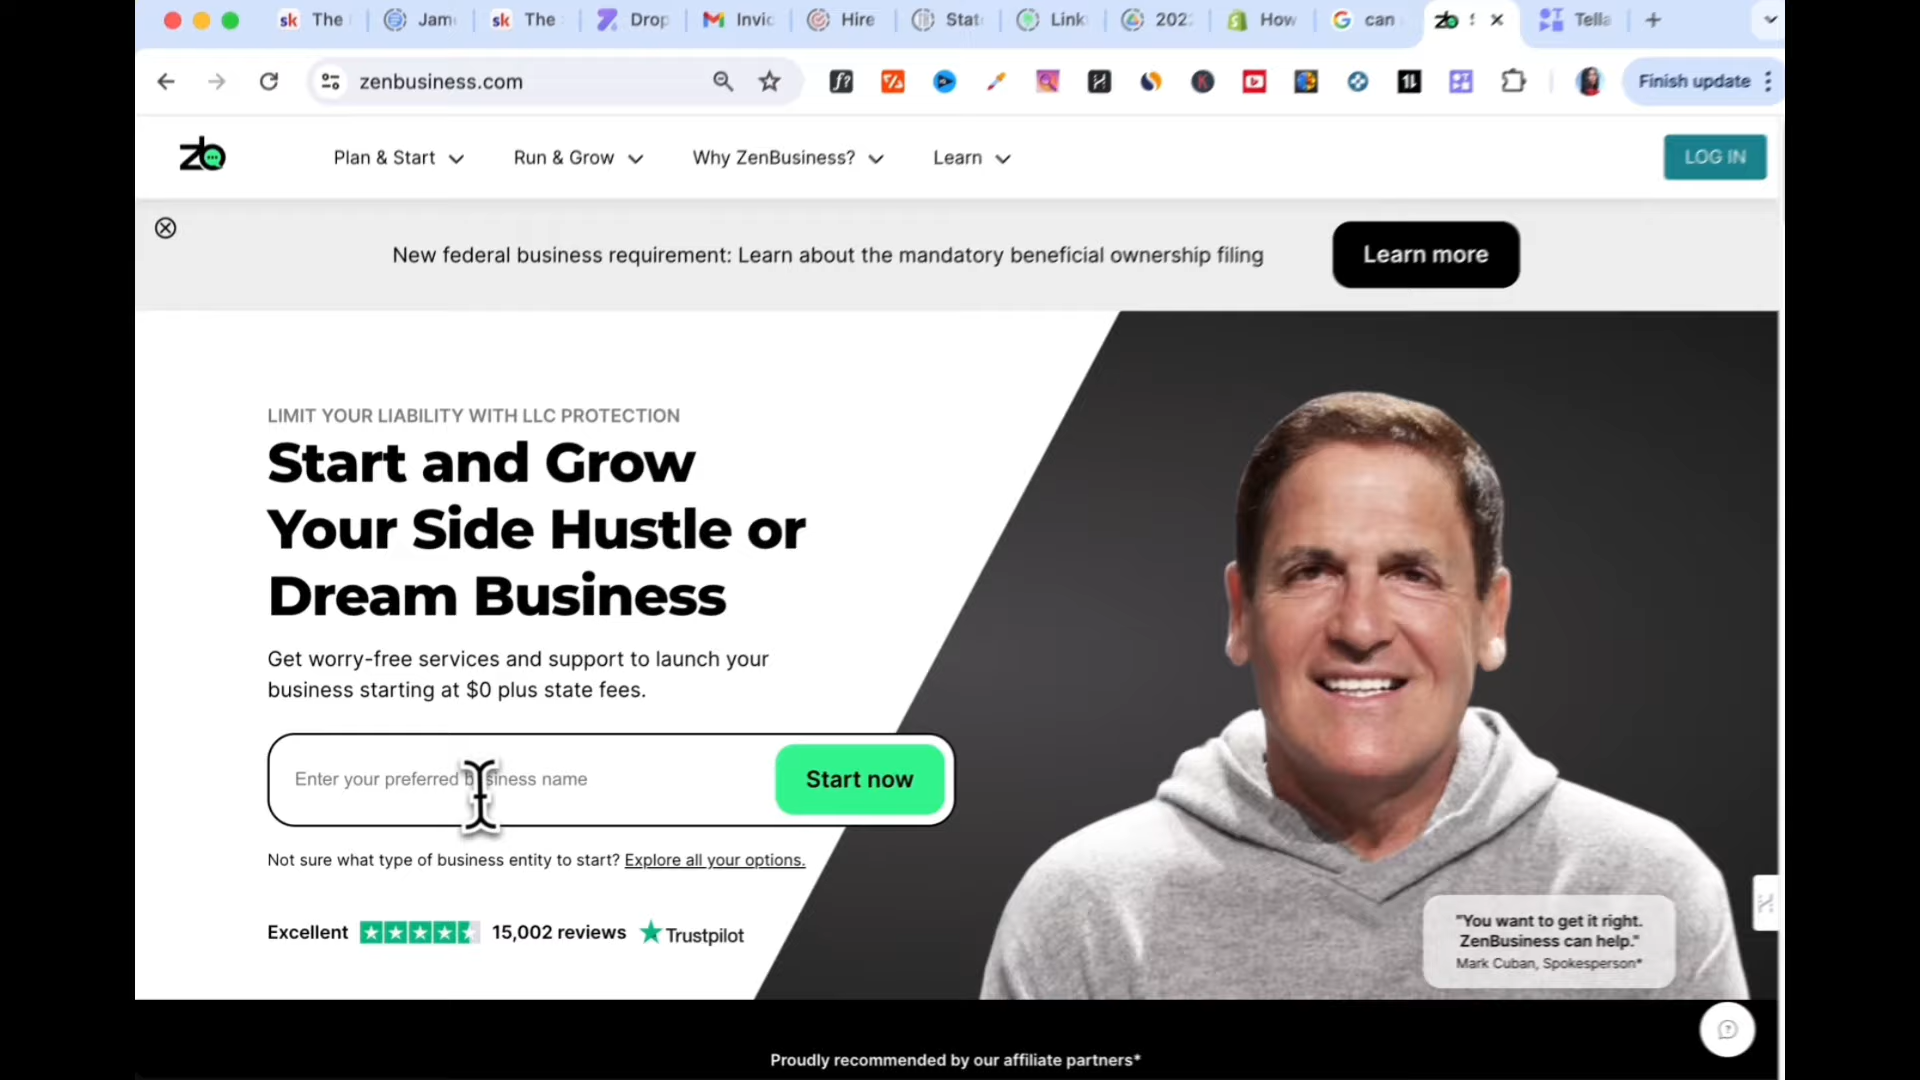 The
Jam
The
Drop
Invic
Hire
Stat
Link
202
How
can
Tella
zenbusiness.com
Finish update
zb
Plan & Start
Run & Grow
Why ZenBusiness?
Learn
LOG IN
New federal business requirement: Learn about the mandatory beneficial ownership filing
Learn more
LIMIT YOUR LIABILITY WITH LLC PROTECTION
Start and Grow
Your Side Hustle or
Dream Business
Get worry-free services and support to launch your
business starting at $0 plus state fees.
Enter your preferred business name
Start now
Not sure what type of business entity to start? Explore all your options.
Excellent
15,002 reviews
Trustpilot
"You want to get it right.
ZenBusiness can help."
Mark Cuban, Spokesperson*
Proudly recommended by our affiliate partners*